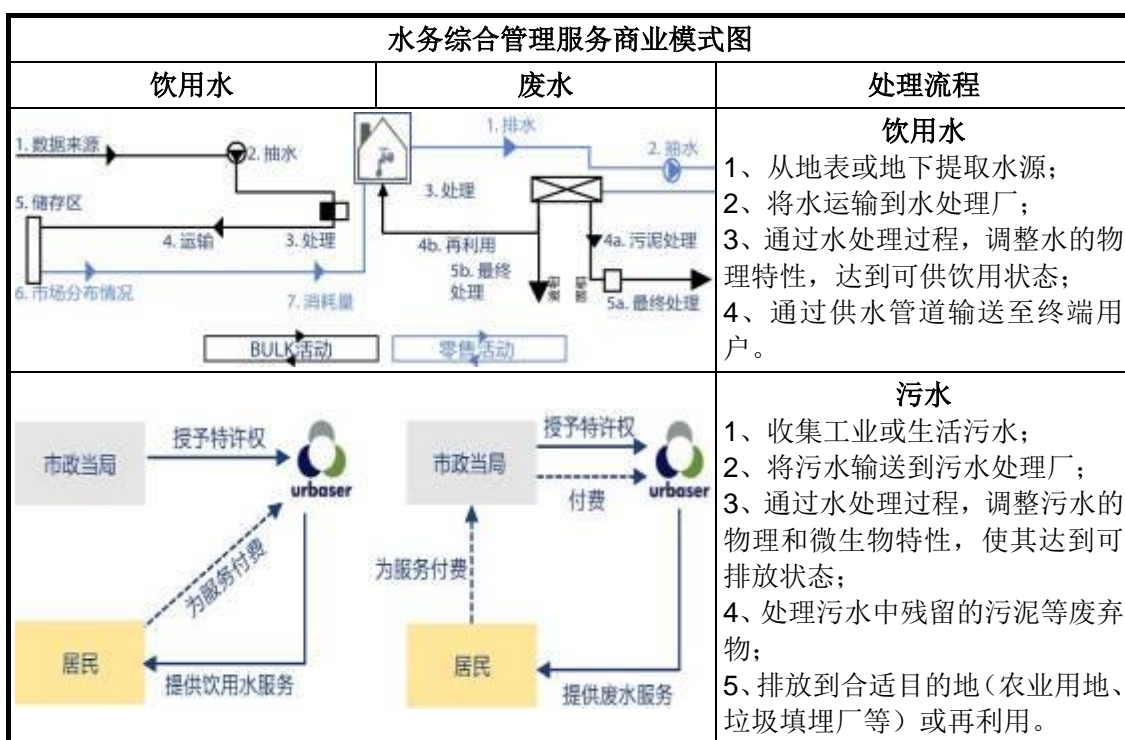 水务综合管理服务商业模式图
饮用水
废水
处理流程
1. 数据来源
2. 抽水
3. 处理
4. 运输
5. 储存区
6. 市场分布情况
7. 消耗量
1. 排水
2. 抽水
3. 处理
4a. 污泥处理
4b. 再利用
5b. 最终
处理
5a. 最终处理
BULK活动
零售活动
饮用水
1、从地表或地下提取水源；
2、将水运输到水处理厂；
3、通过水处理过程，调整水的物
理特性，达到可供饮用状态；
4、通过供水管道输送至终端用
户。
市政当局
授予特许权
urbaser
为服务付费
居民
提供饮用水服务
市政当局
授予特许权
付费
urbaser
为服务付费
居民
提供废水服务
污水
1、收集工业或生活污水；
2、将污水输送到污水处理厂；
3、通过水处理过程，调整污水的
物理和微生物特性，使其达到可
排放状态；
4、处理污水中残留的污泥等废弃
物；
5、排放到合适目的地（农业用地、
垃圾填埋厂等）或再利用。